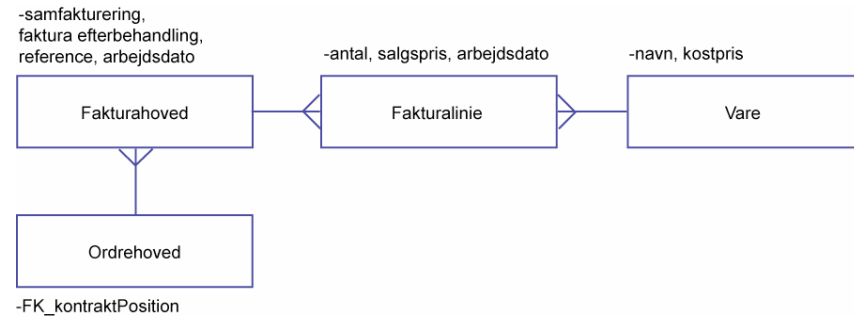 -samfakturering,
faktura efterbehandling,
reference, arbejdsdato
-antal, salgspris, arbejdsdato
-navn, kostpris
Fakturahoved
Fakturalinie
Vare
Ordrehoved
-FK_kontraktPosition